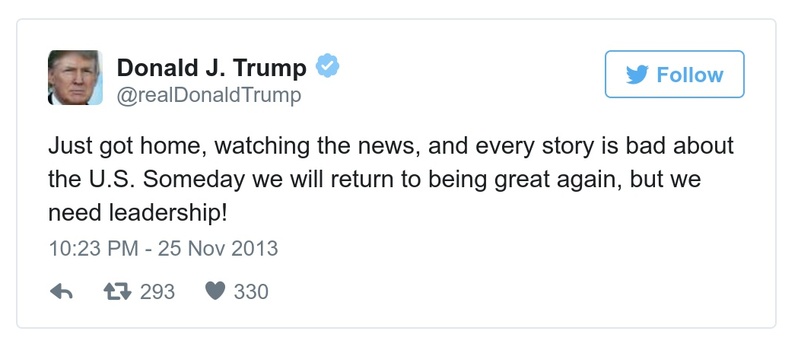 Donald J. Trump
@realDonaldTrump
Follow
Just got home, watching the news, and every story is bad about
the U.S. Someday we will return to being great again, but we
need leadership!
10:23 PM - 25 Nov 2013
293 330